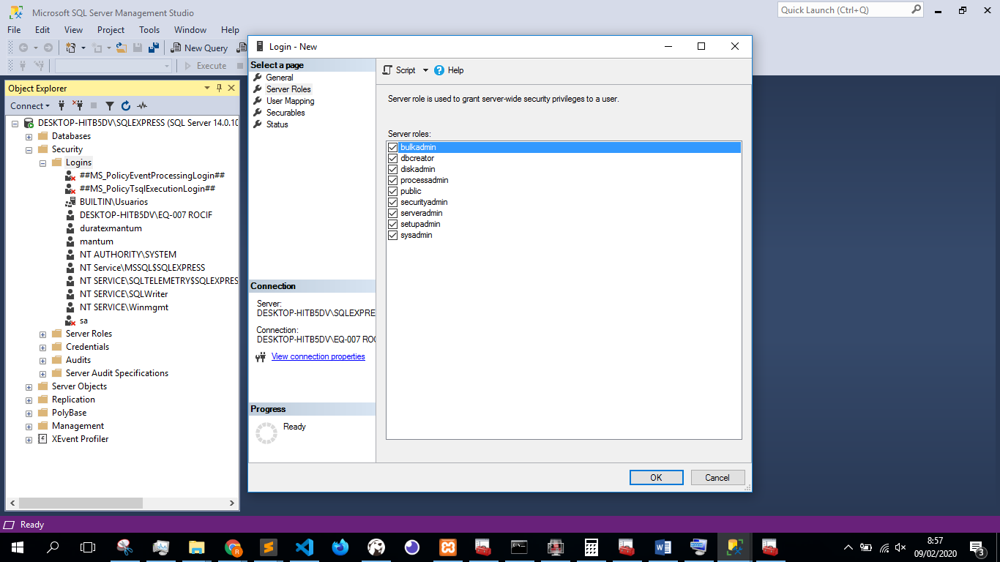 Microsoft SQL Server Management Studio
Quick Launch (Ctrl+Q)
File Edit View Project Tools Window Help
New Query
Execute
Object Explorer
Connect
DESKTOP-HITB5DV\SQLEXPRESS (SQL Server 14.0.10
Databases
Security
Logins
##MS_PolicyEventProcessingLogin##
##MS_PolicyTsqlExecutionLogin##
BUILTIN\Usuarios
DESKTOP-HITB5DV\EQ-007 ROCIF
duratexmantum
mantum
NT AUTHORITY\SYSTEM
NT Service\MSSQL$SQLEXPRESS
NT SERVICE\SQLTELEMETRY$SQLEXPRES
NT SERVICE\SQLWriter
NT SERVICE\Winmgmt
sa
Server Roles
Credentials
Audits
Server Audit Specifications
Server Objects
Replication
PolyBase
Management
XEvent Profiler
Login - New
Select a page
General
Server Roles
User Mapping
Securables
Status
Connection
Server:
DESKTOP-HITB5DV\SQLEXPRE
Connection:
DESKTOP-HITB5DV\EQ-007 ROC
View connection properties
Progress
Ready
Script Help
Server role is used to grant server-wide security privileges to a user.
Server roles:
bulkadmin
dbcreator
diskadmin
processadmin
public
securityadmin
serveradmin
setupadmin
sysadmin
OK Cancel
Ready
8:57
09/02/2020
3